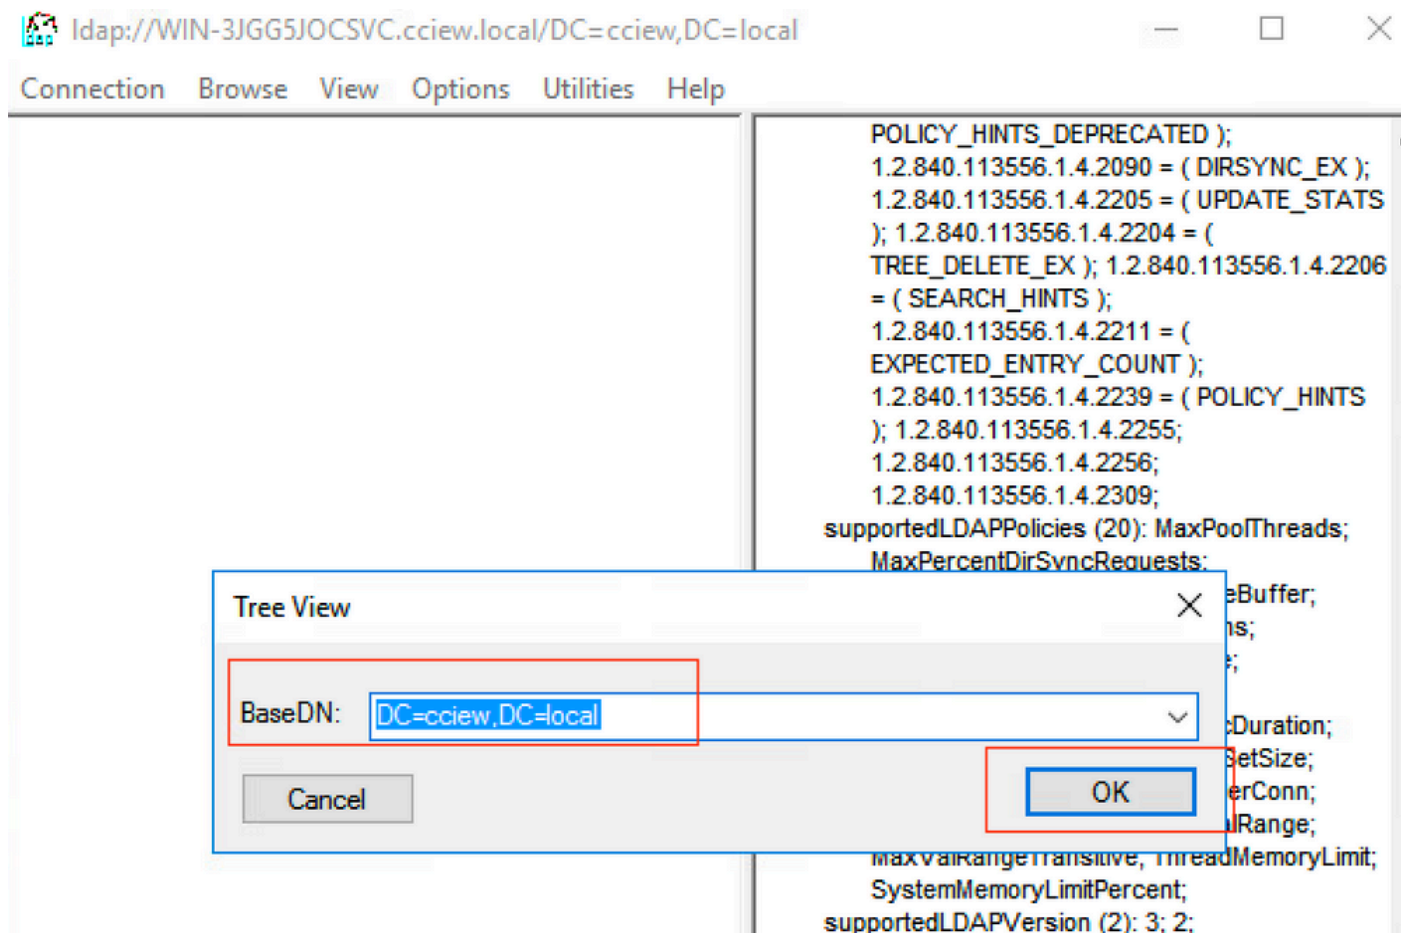 ldap://WIN-3JGG5JOCSVC.cciew.local/DC=cciew,DC=local
Connection Browse View Options Utilities Help
POLICY_HINTS_DEPRECATED );
1.2.840.113556.1.4.2090 = ( DIRSYNC_EX );
1.2.840.113556.1.4.2205 = ( UPDATE_STATS
); 1.2.840.113556.1.4.2204 = (
TREE_DELETE_EX ); 1.2.840.113556.1.4.2206
= ( SEARCH_HINTS );
1.2.840.113556.1.4.2211 = (
EXPECTED_ENTRY_COUNT );
1.2.840.113556.1.4.2239 = ( POLICY_HINTS
); 1.2.840.113556.1.4.2255;
1.2.840.113556.1.4.2256;
1.2.840.113556.1.4.2309;
supportedLDAPPolicies (20): MaxPoolThreads;
MaxPercentDirSyncRequests;
eBuffer;
ns;
e;
cDuration;
SetSize;
erConn;
lRange;
MaxValRangeTransitive; ThreadMemoryLimit;
SystemMemoryLimitPercent;
supportedLDAPVersion (2): 3; 2;
Tree View
BaseDN: DC=cciew,DC=local
Cancel OK